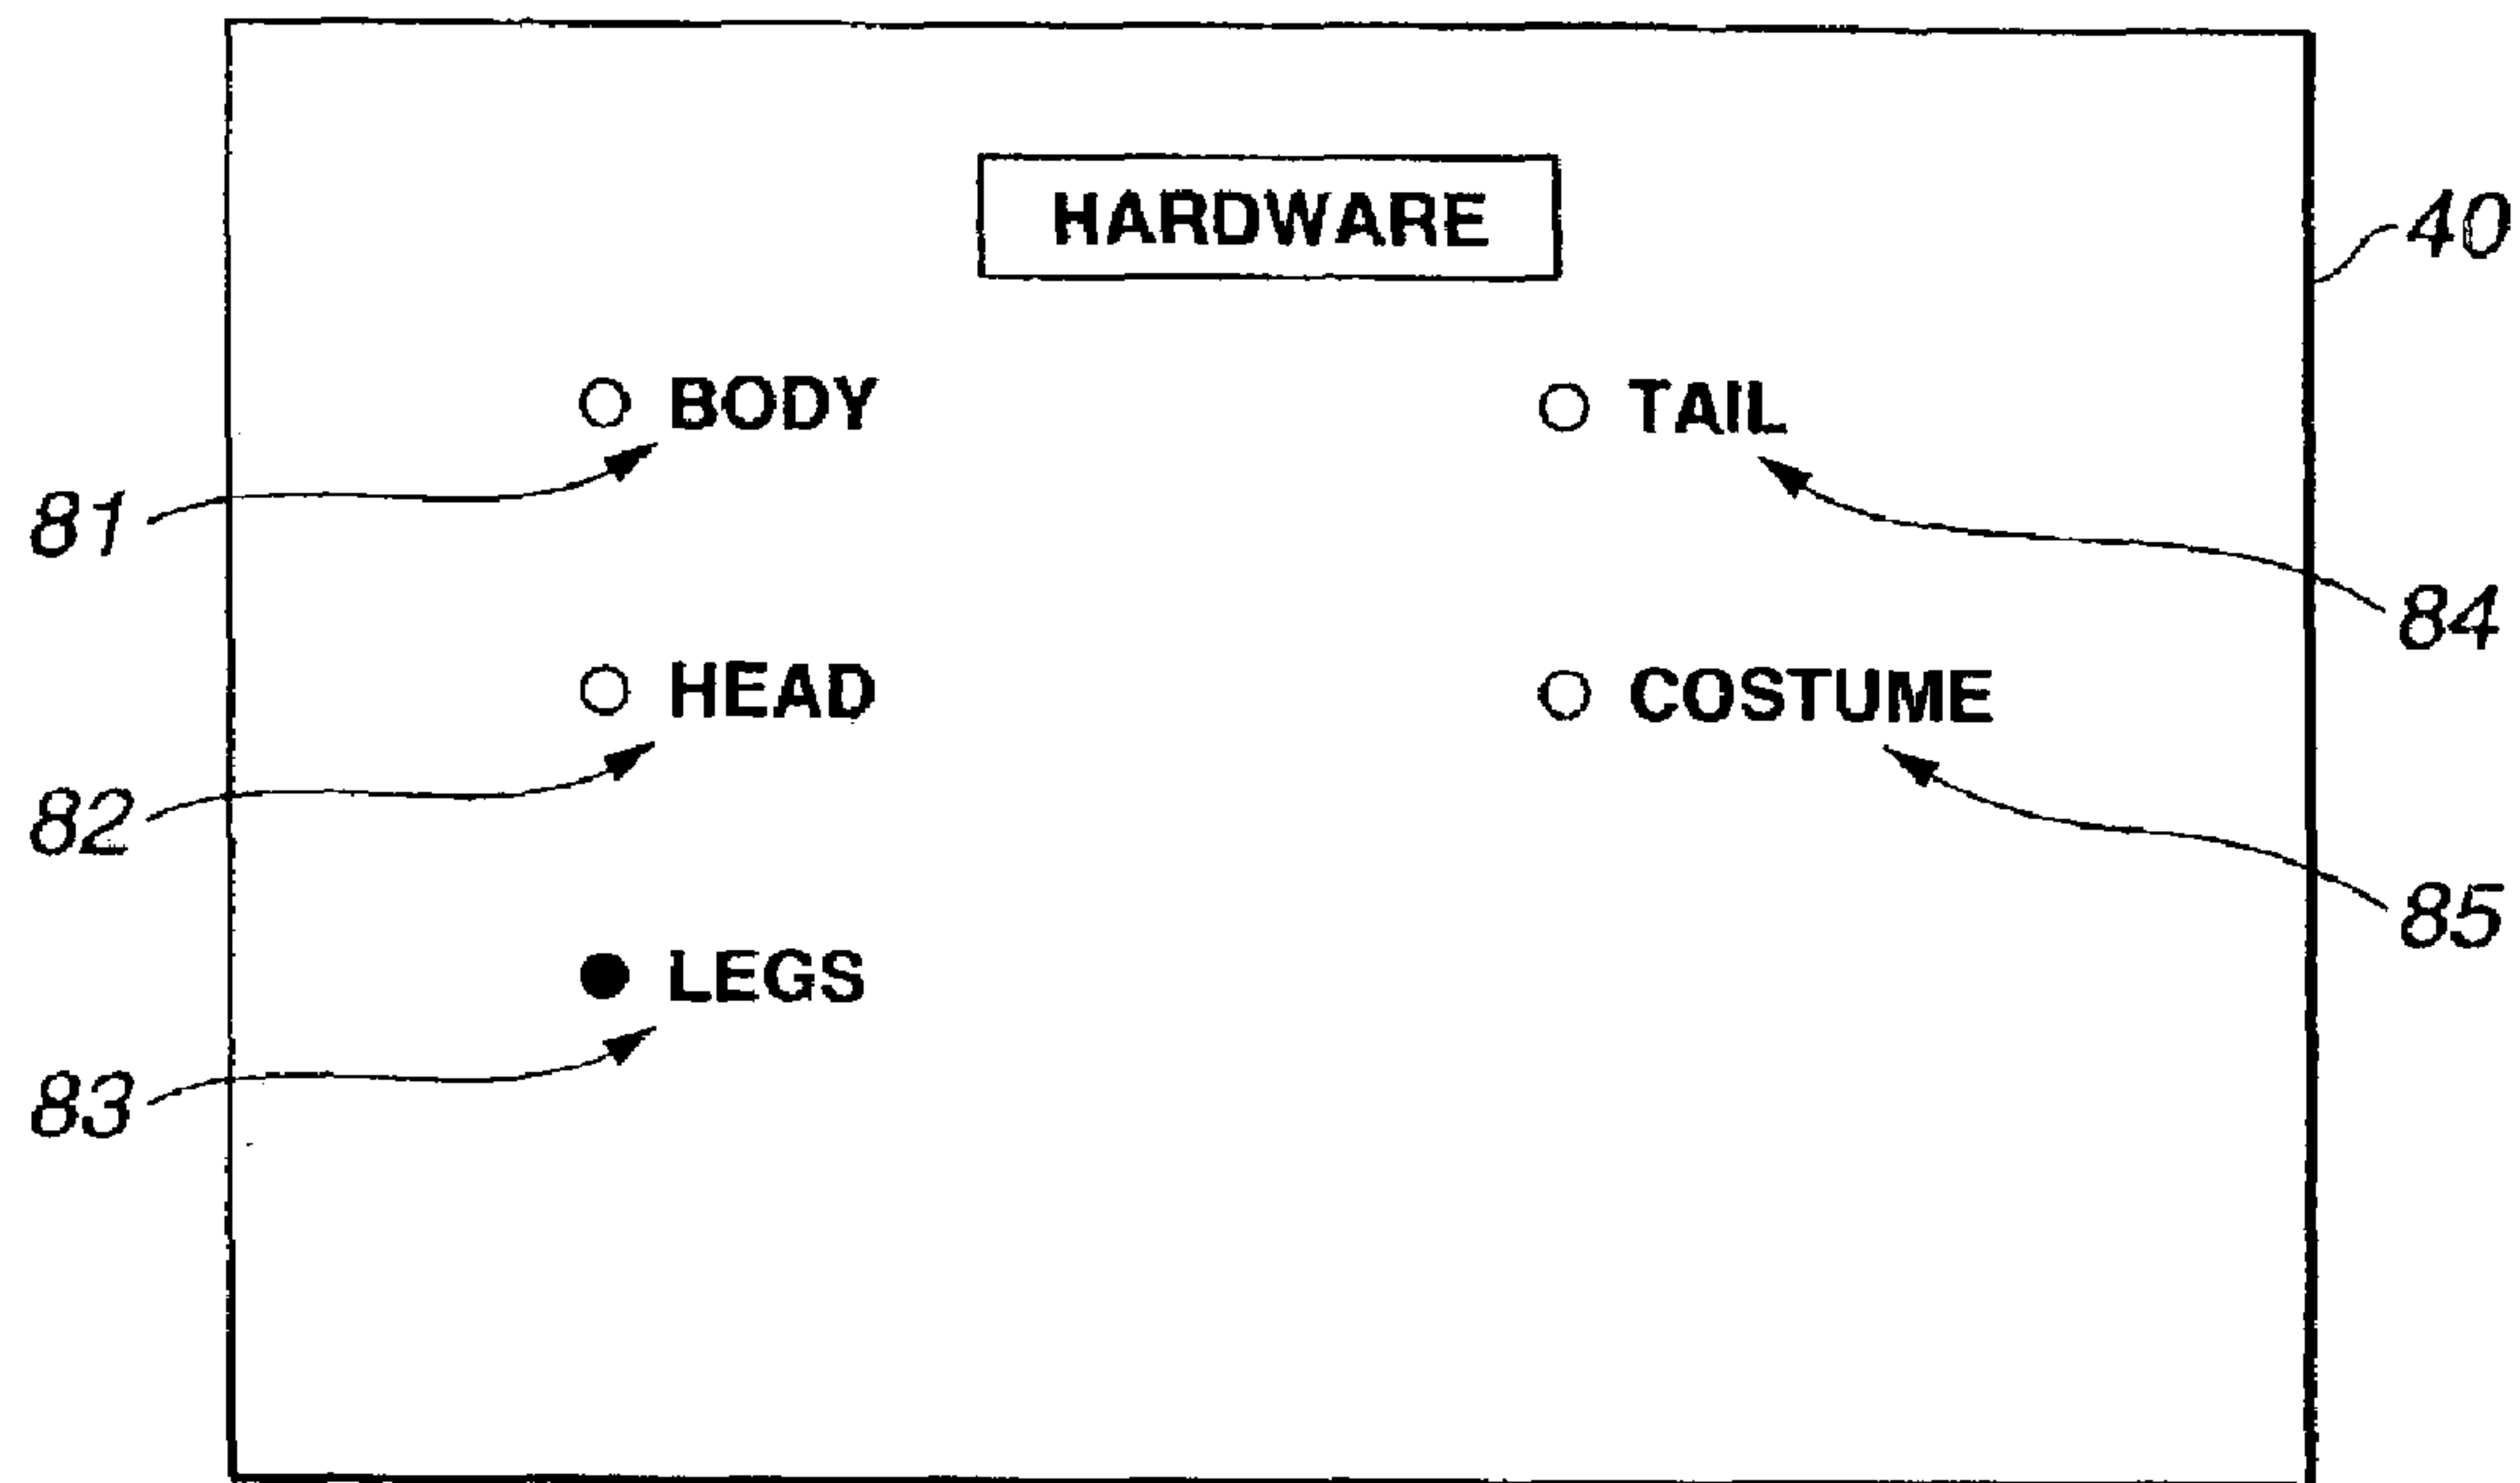 HARDWARE
40
BODY
TAIL
81
84
HEAD
COSTUME
82
85
LEGS
83